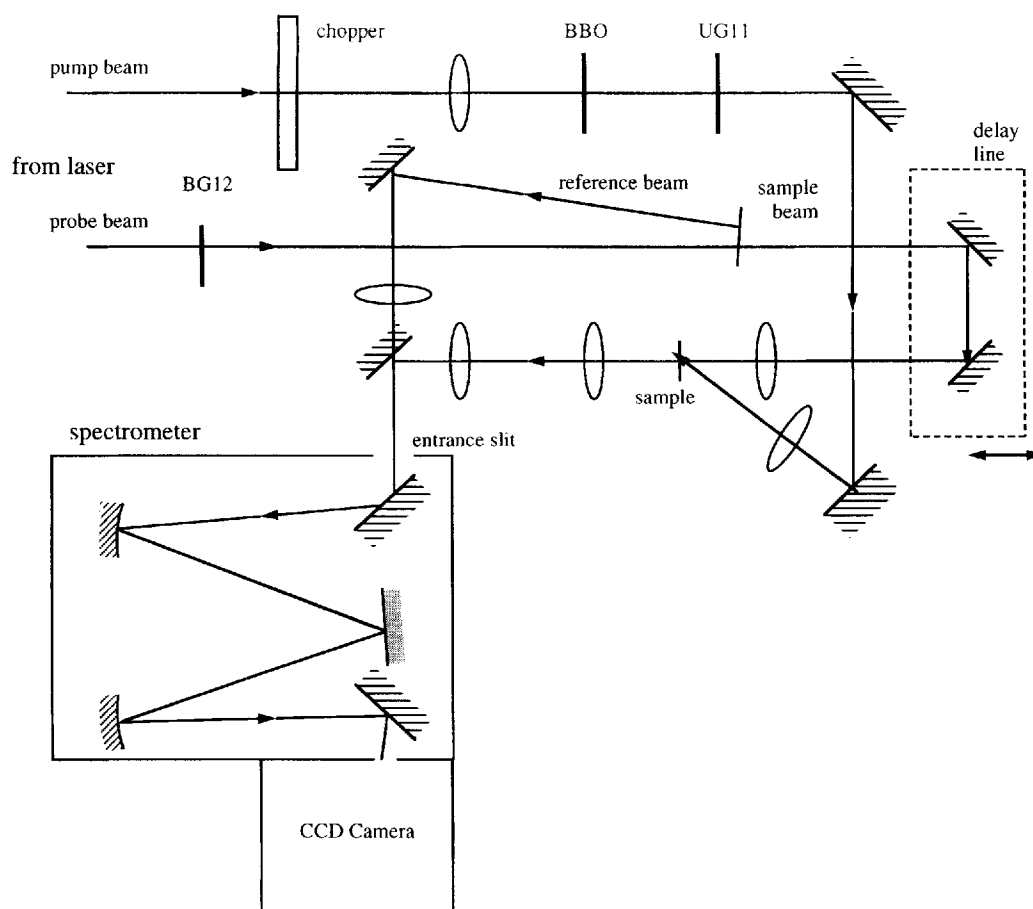 chopper
BBO
UG11
pump beam
delay
line
from laser
BG12
reference beam
sample
beam
probe beam
sample
spectrometer
entrance slit
CCD Camera